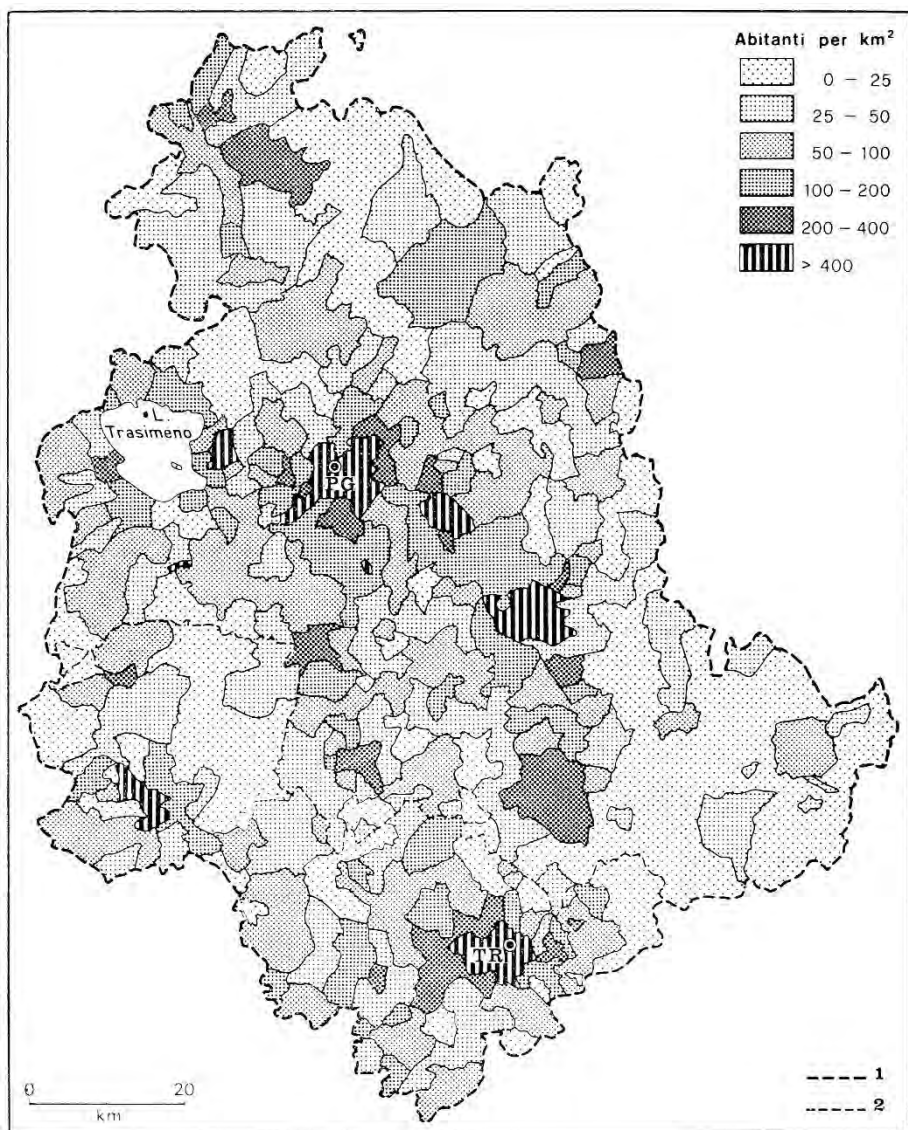 Abitanti per km²
0 – 25
25 – 50
50 – 100
100 – 200
200 – 400
> 400
L.
Trasimeno
PG
TR
0 20
km
1
2